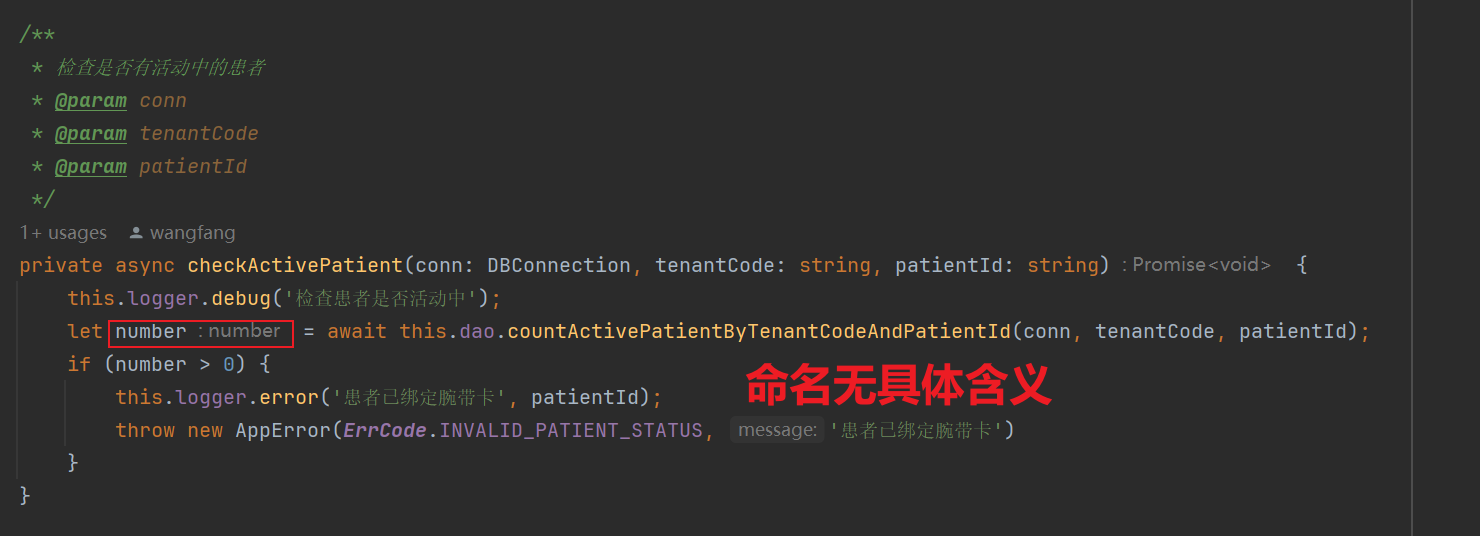 /**
* 检查是否有活动中的患者
* @param conn
* @param tenantCode
* @param patientId
*/
1+ usages wangfang
private async checkActivePatient(conn: DBConnection, tenantCode: string, patientId: string) : Promise<void> {
this.logger.debug('检查患者是否活动中');
let number : number = await this.dao.countActivePatientByTenantCodeAndPatientId(conn, tenantCode, patientId);
if (number > 0) {
this.logger.error('患者已绑定腕带卡', patientId);
命名无具体含义
throw new AppError(ErrCode.INVALID_PATIENT_STATUS, message: '患者已绑定腕带卡')
}
}